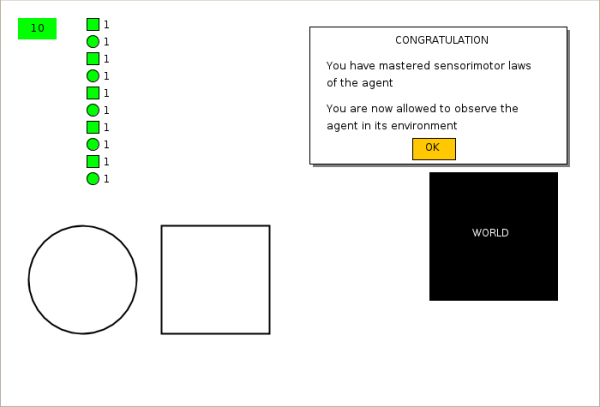 10
1
1
1
1
1
1
1
1
1
1
CONGRATULATION
You have mastered sensorimotor laws
of the agent
You are now allowed to observe the
agent in its environment
OK
WORLD